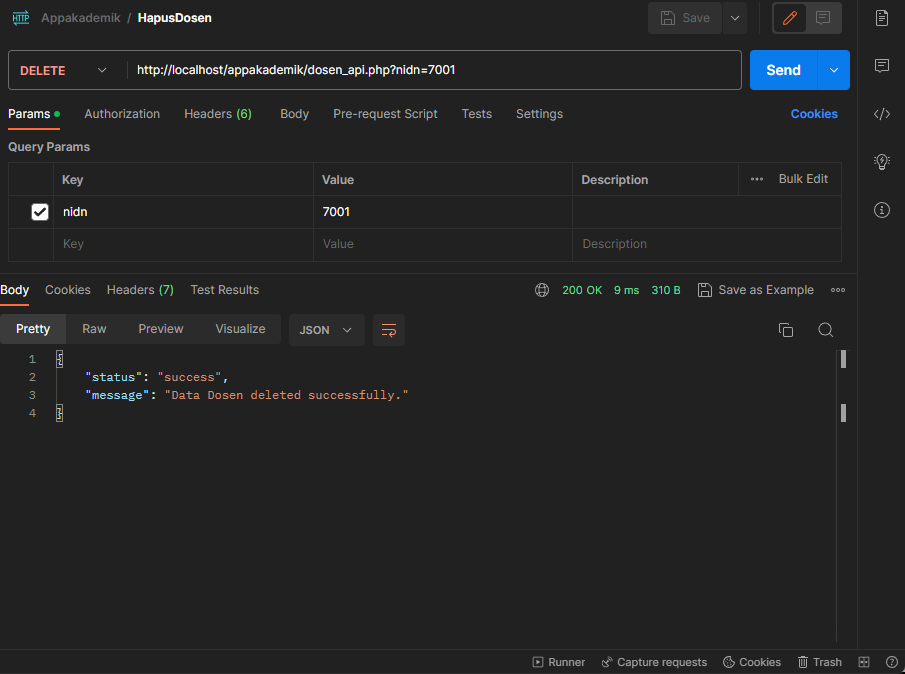 HTTP Appakademik / HapusDosen Save
DELETE http://localhost/appakademik/dosen_api.php?nidn=7001 Send
Params Authorization Headers (6) Body Pre-request Script Tests Settings Cookies
Query Params
Key Value Description ••• Bulk Edit
nidn 7001
Key Value Description
Body Cookies Headers (7) Test Results 200 OK 9 ms 310 B Save as Example
Pretty Raw Preview Visualize JSON
1 {
2 "status": "success",
3 "message": "Data Dosen deleted successfully."
4 }
Runner Capture requests Cookies Trash